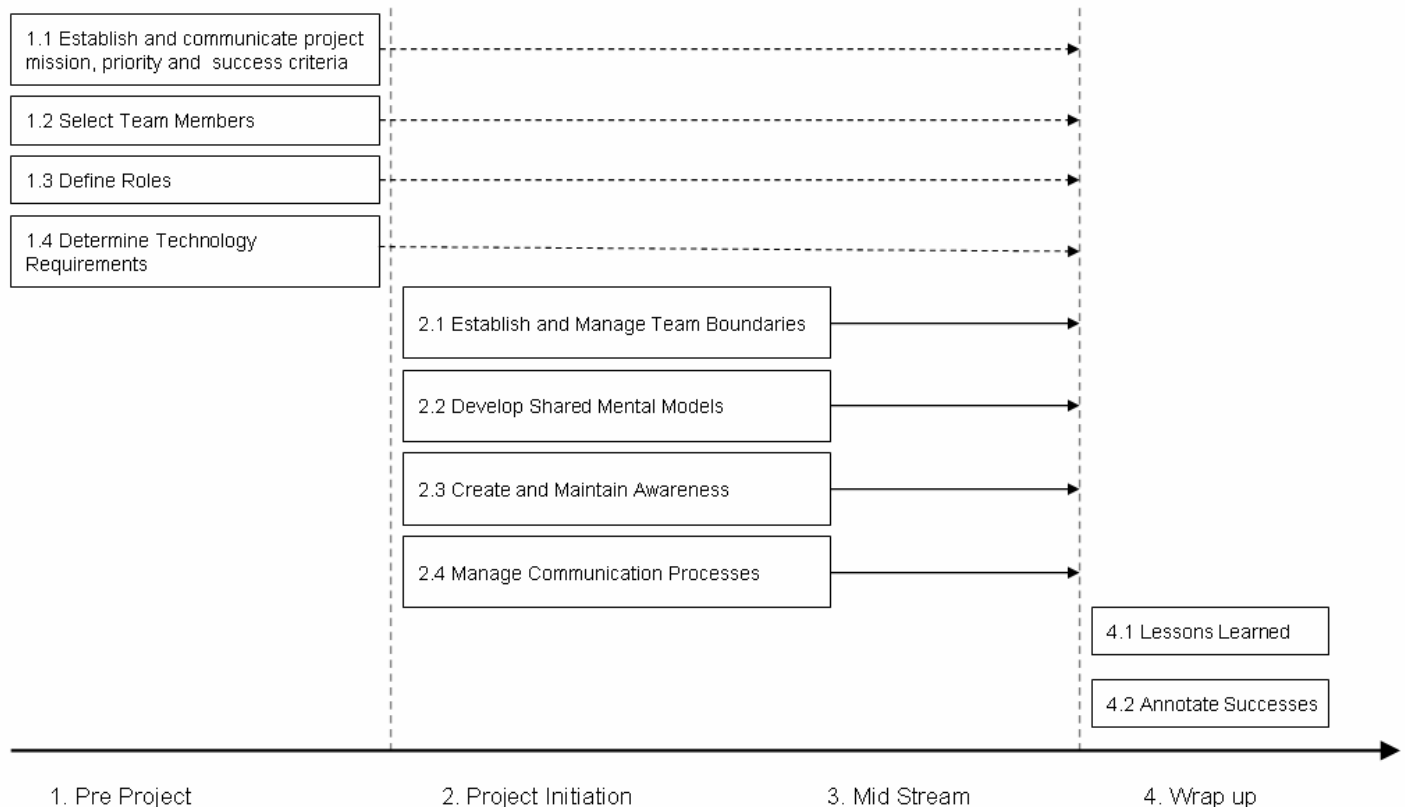 1.1 Establish and communicate project
mission, priority and success criteria
1.2 Select Team Members
1.3 Define Roles
1.4 Determine Technology
Requirements
2.1 Establish and Manage Team Boundaries
2.2 Develop Shared Mental Models
2.3 Create and Maintain Awareness
2.4 Manage Communication Processes
4.1 Lessons Learned
4.2 Annotate Successes
1. Pre Project
2. Project Initiation
3. Mid Stream
4. Wrap up